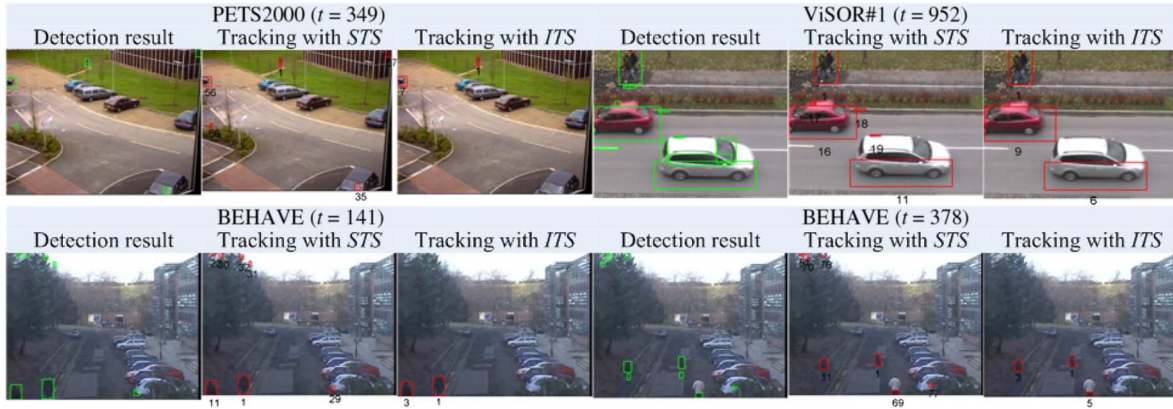 PETS2000 (t = 349)
ViSOR#1 (t = 952)
Detection result
Tracking with STS
Tracking with ITS
Detection result
Tracking with STS
Tracking with ITS
56
7
7
35
17
18
16
19
11
9
6
BEHAVE (t = 141)
BEHAVE (t = 378)
Detection result
Tracking with STS
Tracking with ITS
Detection result
Tracking with STS
Tracking with ITS
31
11
1
29
3
1
76
11
1
77
69
3
1
5